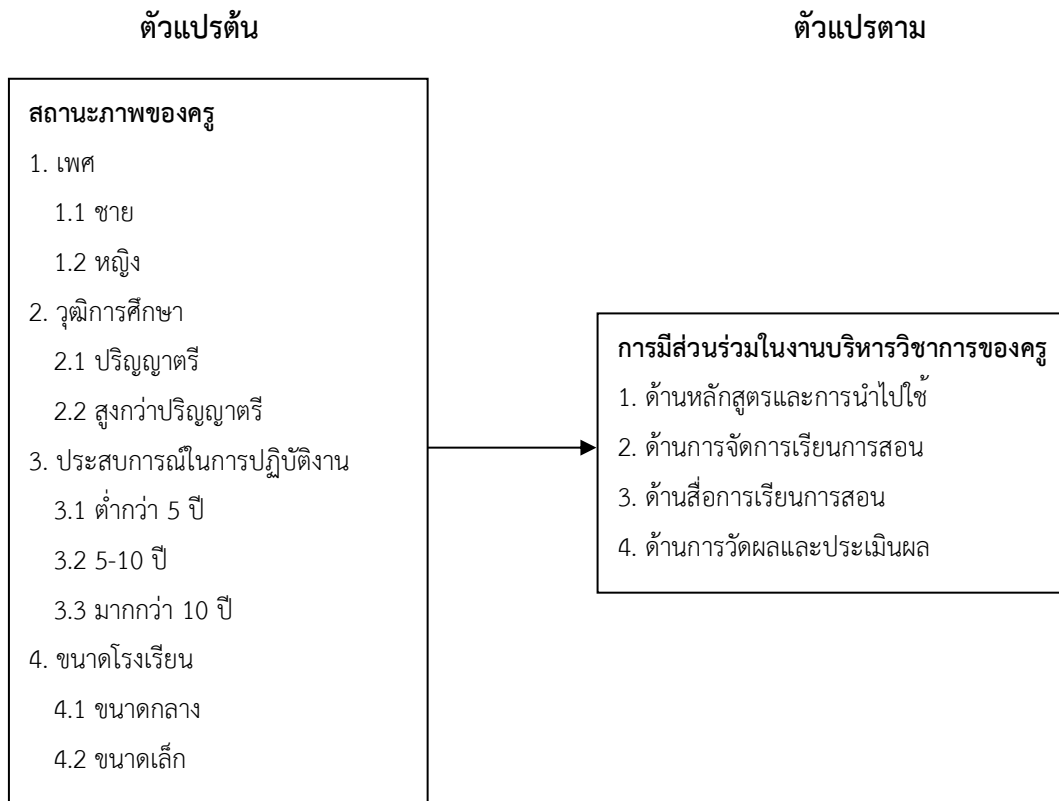 ตัวแปรต้น
ตัวแปรตาม
สถานะภาพของครู
1. เพศ
1.1 ชาย
1.2 หญิง
2. วุฒิการศึกษา
2.1 ปริญญาตรี
2.2 สูงกว่าปริญญาตรี
3. ประสบการณ์ในการปฏิบัติงาน
3.1 ต่ำกว่า 5 ปี
3.2 5-10 ปี
3.3 มากกว่า 10 ปี
4. ขนาดโรงเรียน
4.1 ขนาดกลาง
4.2 ขนาดเล็ก
การมีส่วนร่วมในงานบริหารวิชาการของครู
1. ด้านหลักสูตรและการนำไปใช้
2. ด้านการจัดการเรียนการสอน
3. ด้านสื่อการเรียนการสอน
4. ด้านการวัดผลและประเมินผล